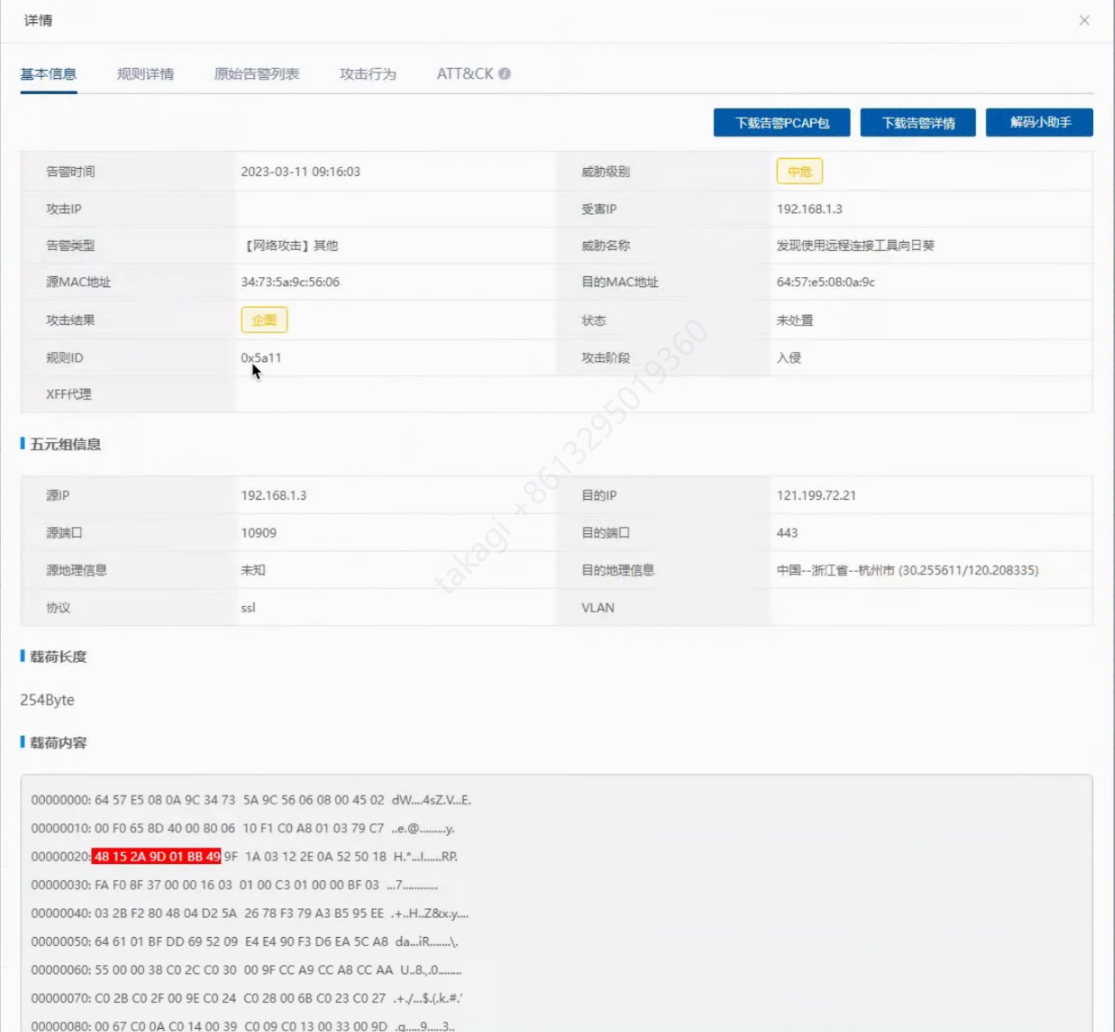 详情
基本信息 规则详情 原始告警列表 攻击行为 ATT&CK
下载告警PCAP包 下载告警详情 解码小助手
告警时间 2023-03-11 09:16:03 威胁级别 中危
攻击IP 受害IP 192.168.1.3
告警类型 【网络攻击】其他 威胁名称 发现使用远程连接工具向日葵
源MAC地址 34:73:5a:9c:56:06 目的MAC地址 64:57:e5:08:0a:9c
攻击结果 企图 状态 未处置
规则ID 0x5a11 攻击阶段 入侵
XFF代理
五元组信息
源IP 192.168.1.3 目的IP 121.199.72.21
源端口 10909 目的端口 443
源地理信息 未知 目的地理信息 中国--浙江省--杭州市 (30.255611/120.208335)
协议 ssl VLAN
载荷长度
254Byte
载荷内容
00000000: 64 57 E5 08 0A 9C 34 73 5A 9C 56 06 08 00 45 02 dW....4sZ.V...E.
00000010: 00 F0 65 8D 40 00 80 06 10 F1 C0 A8 01 03 79 C7 ..e.@.........y.
00000020: 48 15 2A 9D 01 BB 49 9F 1A 03 12 2E 0A 52 50 18 H.*...I......RP.
00000030: FA F0 8F 37 00 00 16 03 01 00 C3 01 00 00 BF 03 ...7............
00000040: 03 2B F2 80 48 04 D2 5A 26 78 F3 79 A3 B5 95 EE .+..H..Z&x.y....
00000050: 64 61 01 BF DD 69 52 09 E4 E4 90 F3 D6 EA 5C A8 da...iR.......\.
00000060: 55 00 00 38 C0 2C C0 30 00 9F CC A9 CC A8 CC AA U..8.,.0........
00000070: C0 2B C0 2F 00 9E C0 24 C0 28 00 6B C0 23 C0 27 .+./...$.(.k.#.'
00000080: 00 67 C0 0A C0 14 00 39 C0 09 C0 13 00 33 00 9D .g.....9.....3..
takagi +8613295019360